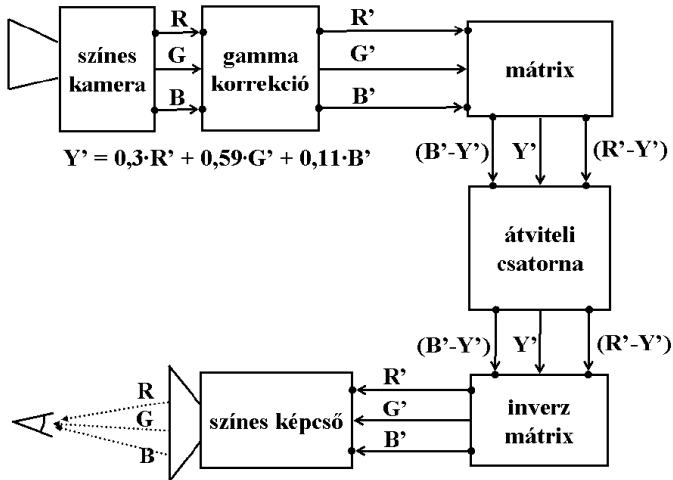 R
G
B
színes
kamera
gamma
korrekció
R’
G’
B’
mátrix
Y’ = 0,3·R’ + 0,59·G’ + 0,11·B’
(B’-Y’)
Y’
(R’-Y’)
átviteli
csatorna
(B’-Y’)
Y’
(R’-Y’)
R
G
B
színes képcső
R’
G’
B’
inverz
mátrix